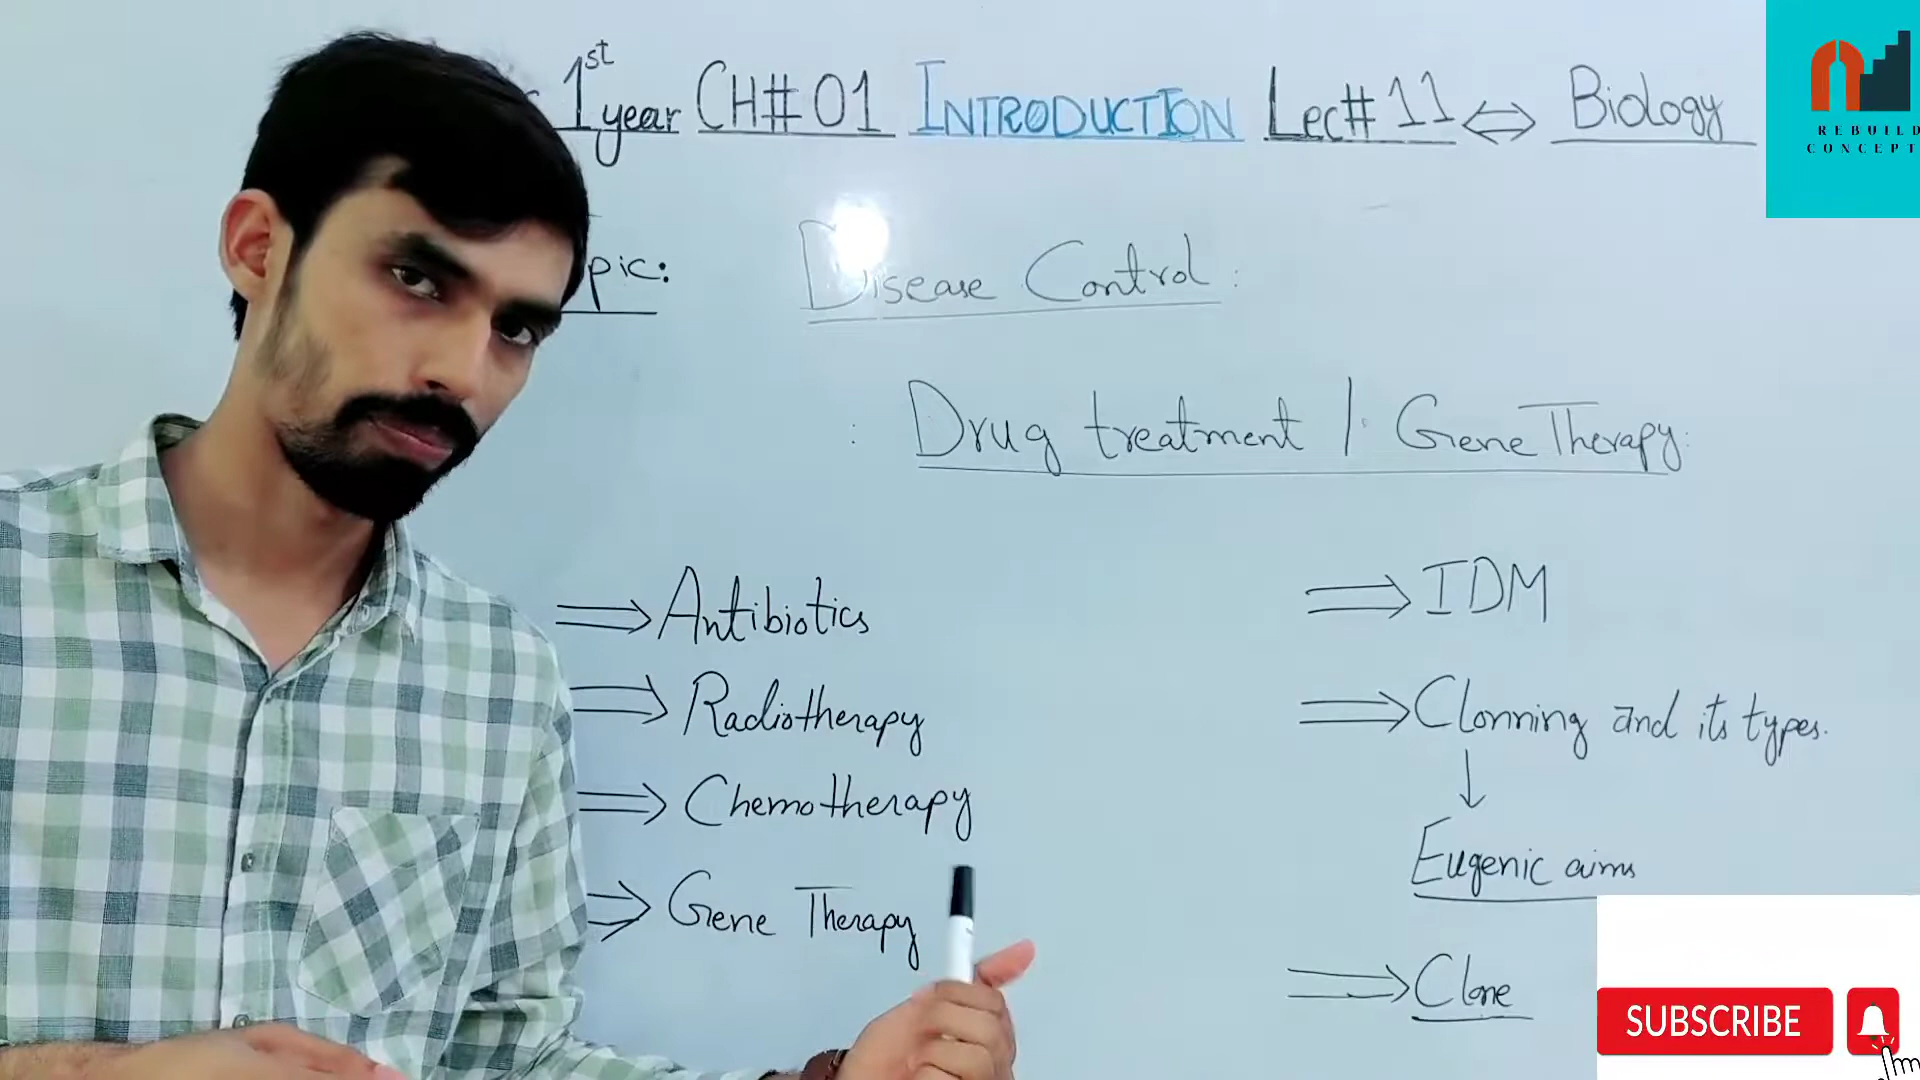 1st year CH# 01 INTRODUCTION Lec# 11 ⇔ Biology
REBUILD
CONCEPT
pic: Disease Control:
: Drug treatment / Gene Therapy:
⇒ Antibiotics
⇒ Radiotherapy
⇒ Chemotherapy
⇒ Gene Therapy
⇒ IDM
⇒ Clonning and its types.
↓
Eugenic aims
⇒ Clone
SUBSCRIBE